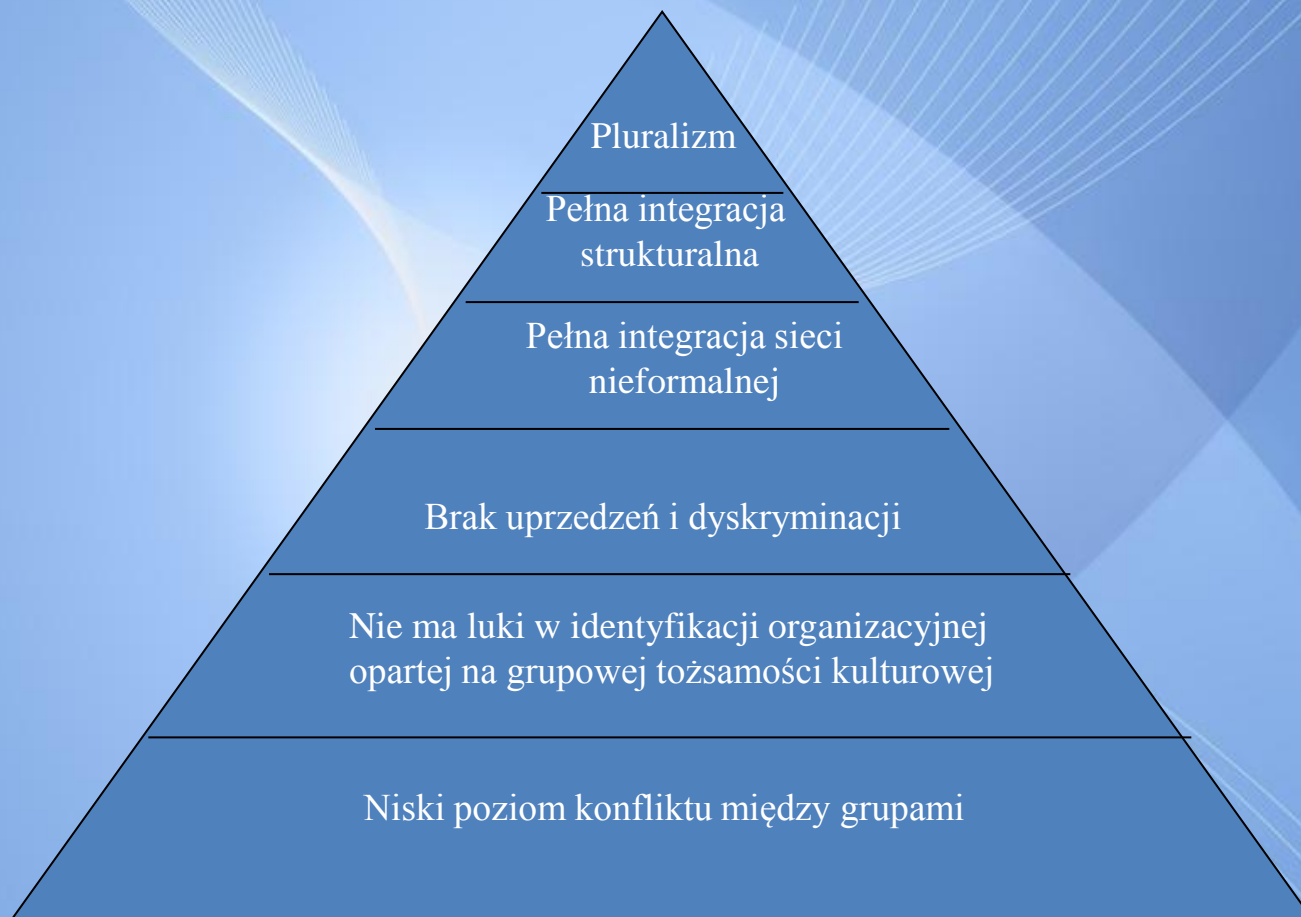 Pluralizm
Pełna integracja
strukturalna
Pełna integracja sieci
nieformalnej
Brak uprzedzeń i dyskryminacji
Nie ma luki w identyfikacji organizacyjnej
opartej na grupowej tożsamości kulturowej
Niski poziom konfliktu między grupami